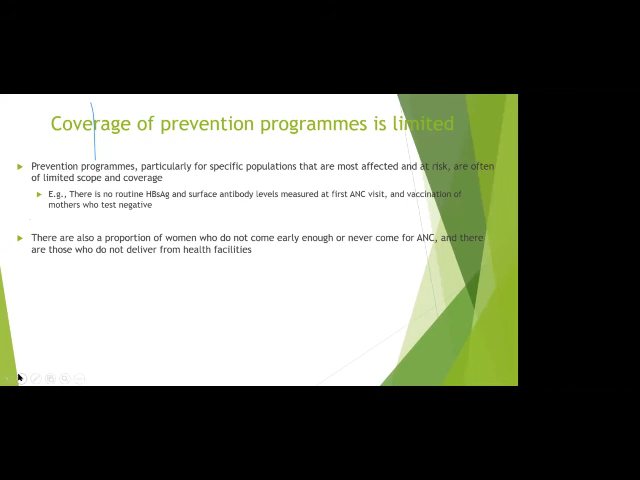 Coverage of prevention programmes is limited
Prevention programmes, particularly for specific populations that are most affected and at risk, are often
of limited scope and coverage
E.g., There is no routine HBsAg and surface antibody levels measured at first ANC visit, and vaccination of
mothers who test negative
There are also a proportion of women who do not come early enough or never come for ANC, and there
are those who do not deliver from health facilities